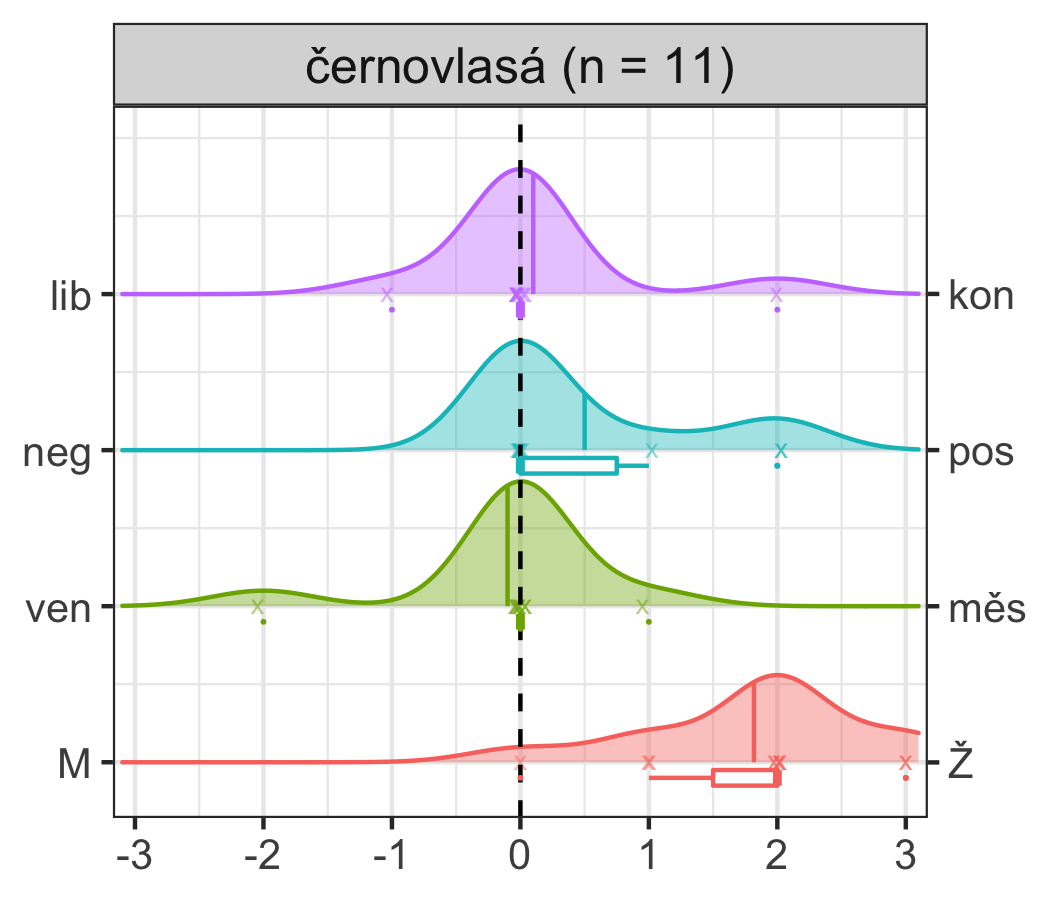 černovlasá (n = 11)
lib kon
neg pos
ven měs
M Ž
-3 -2 -1 0 1 2 3